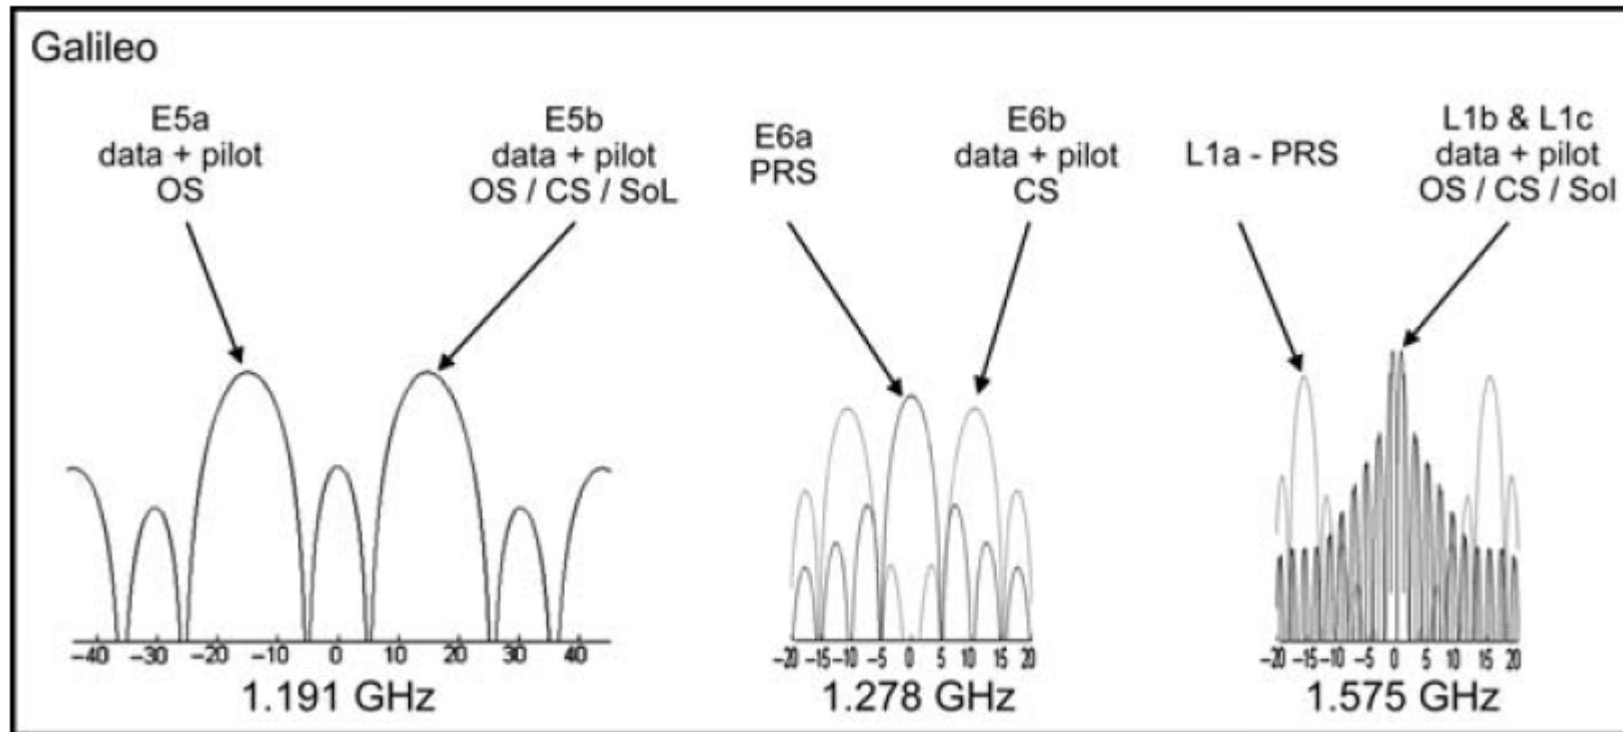 Galileo
E5a
data + pilot
OS
E5b
data + pilot
OS / CS / SoL
E6a
PRS
E6b
data + pilot
CS
L1a - PRS
L1b & L1c
data + pilot
OS / CS / Sol
-40 -30 -20 -10 0 10 20 30 40
1.191 GHz
-20 -15 -10 -5 0 5 10 15 20
1.278 GHz
-20 -15 -10 -5 0 5 10 15 20
1.575 GHz